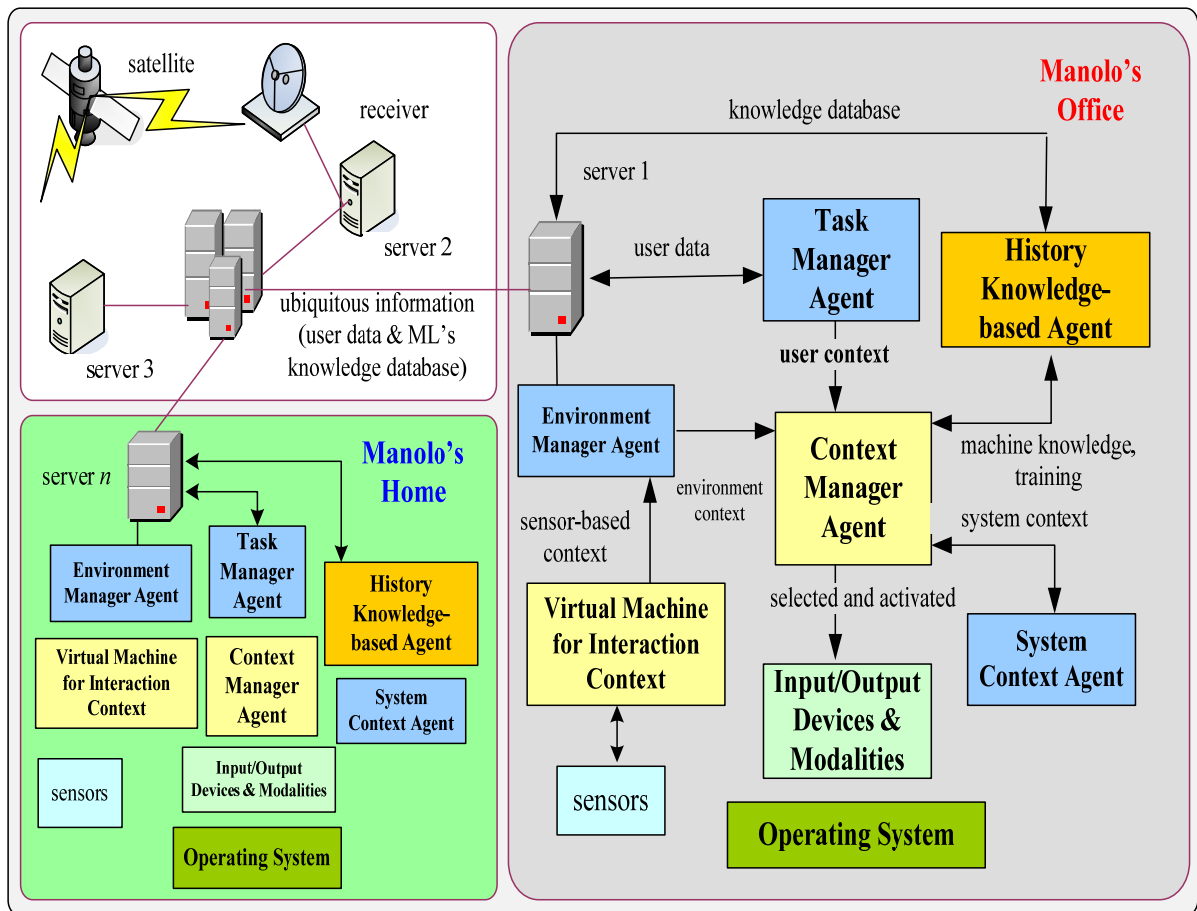 satellite
receiver
server 2
server 3
ubiquitous information
(user data & ML's
knowledge database)
Manolo's
Home
server n
Environment
Manager Agent
Task
Manager
Agent
History
Knowledge–
based Agent
Virtual Machine
for Interaction
Context
Context
Manager
Agent
System
Context Agent
sensors
Input/Output
Devices & Modalities
Operating System
Manolo's
Office
knowledge database
server 1
user data
Task
Manager
Agent
History
Knowledge–
based Agent
user context
Environment
Manager Agent
Context
Manager
Agent
machine knowledge,
training
environment
context
sensor-based
context
system context
Virtual Machine
for Interaction
Context
selected and activated
System
Context Agent
Input/Output
Devices &
Modalities
sensors
Operating System